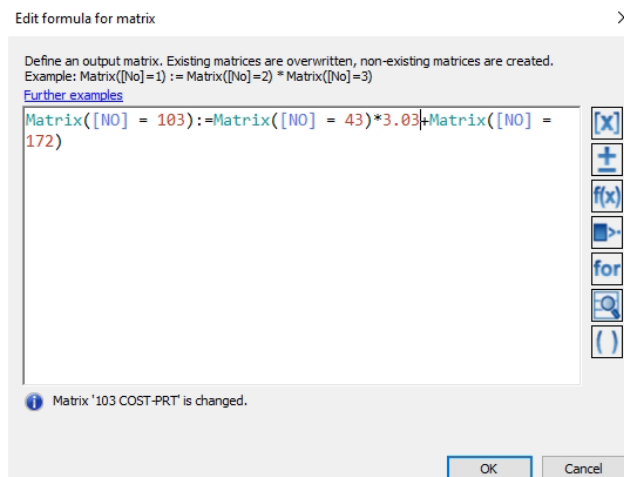 Edit formula for matrix
Define an output matrix. Existing matrices are overwritten, non-existing matrices are created.
Example: Matrix([No]=1) := Matrix([No]=2) * Matrix([No]=3)
Further examples
Matrix([NO] = 103):=Matrix([NO] = 43)*3.03+Matrix([NO] =
172)
[x]
±
f(x)
for
( )
Matrix '103 COST-PRT' is changed.
OK
Cancel